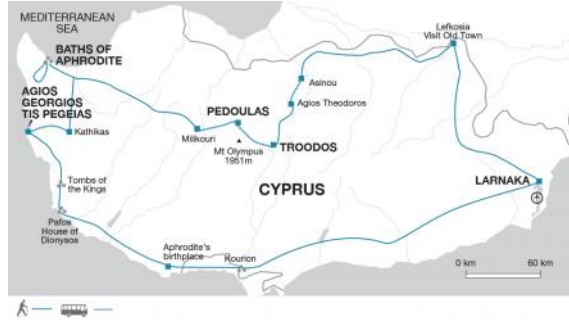 MEDITERRANEAN
SEA
Lefkosia
Visit Old Town
BATHS OF
APHRODITE
Asinou
AGIOS
GEORGIOS
TIS PEGEIAS
PEDOULAS
Agios Theodoros
Kathikas
Milikouri
Mt Olympus
1951m
TROODOS
Tombs of
the Kings
CYPRUS
LARNAKA
Pafos
House of
Dionysos
Aphrodite's
birthplace
Kourion
0 km
60 km